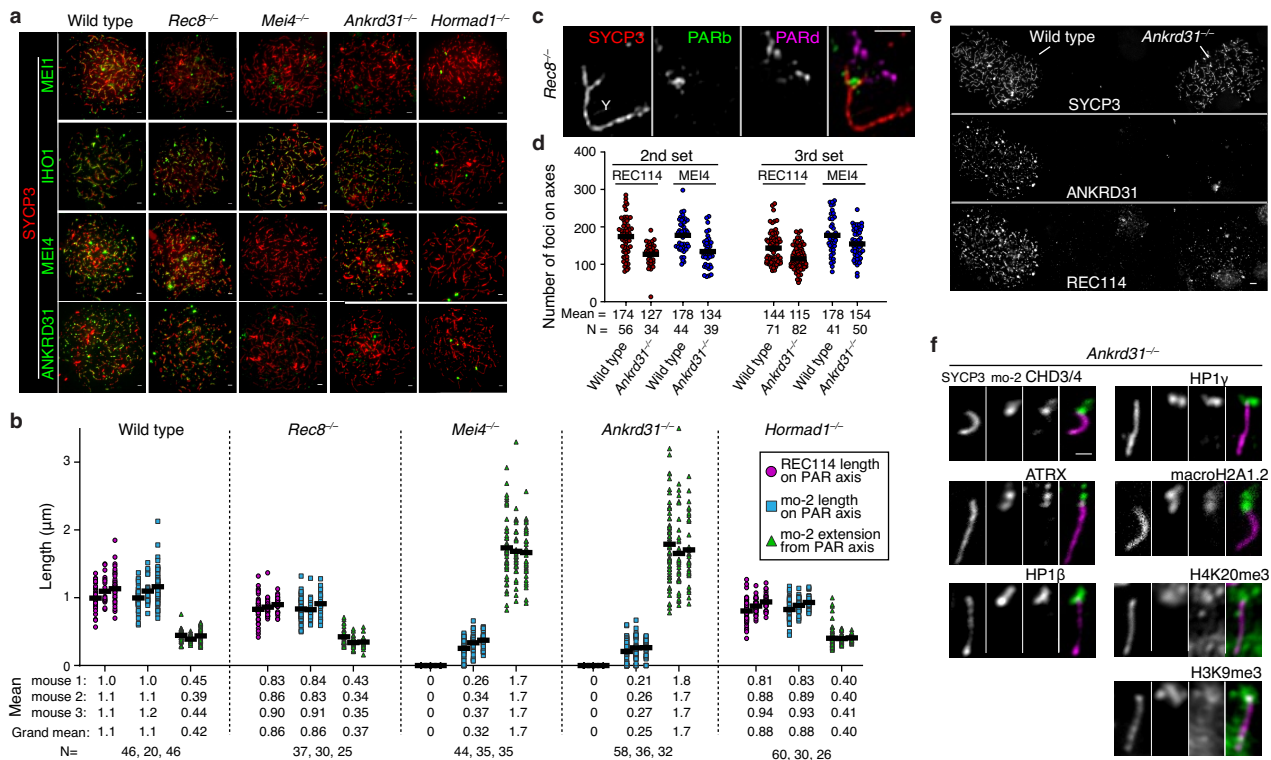 a
Wild type Rec8–/– Mei4–/– Ankrd31–/– Hormad1–/–
SYCP3
MEI1
IHO1
MEI4
ANKRD31
c
SYCP3 PARb PARd
Rec8–/–
Y
d
2nd set 3rd set
REC114 MEI4 REC114 MEI4
Number of foci on axes
400
300
200
100
0
Mean = 174 127 178 134 144 115 178 154
N = 56 34 44 39 71 82 41 50
Wild type Ankrd31–/– Wild type Ankrd31–/– Wild type Ankrd31–/– Wild type Ankrd31–/–
e
Wild type Ankrd31–/–
SYCP3
ANKRD31
REC114
f
Ankrd31–/–
SYCP3 mo-2 CHD3/4 HP1γ
ATRX macroH2A1.2
HP1β H4K20me3
H3K9me3
b
Wild type Rec8–/– Mei4–/– Ankrd31–/– Hormad1–/–
Length (µm)
3
2
1
0
REC114 length
on PAR axis
mo-2 length
on PAR axis
mo-2 extension
from PAR axis
Mean
mouse 1: 1.0 1.0 0.45 0.83 0.84 0.43 0 0.26 1.7 0 0.21 1.8 0.81 0.83 0.40
mouse 2: 1.1 1.1 0.39 0.86 0.83 0.34 0 0.34 1.7 0 0.26 1.7 0.88 0.89 0.40
mouse 3: 1.1 1.2 0.44 0.90 0.91 0.35 0 0.37 1.7 0 0.27 1.7 0.94 0.93 0.41
Grand mean: 1.1 1.1 0.42 0.86 0.86 0.37 0 0.32 1.7 0 0.25 1.7 0.88 0.88 0.40
N= 46, 20, 46 37, 30, 25 44, 35, 35 58, 36, 32 60, 30, 26